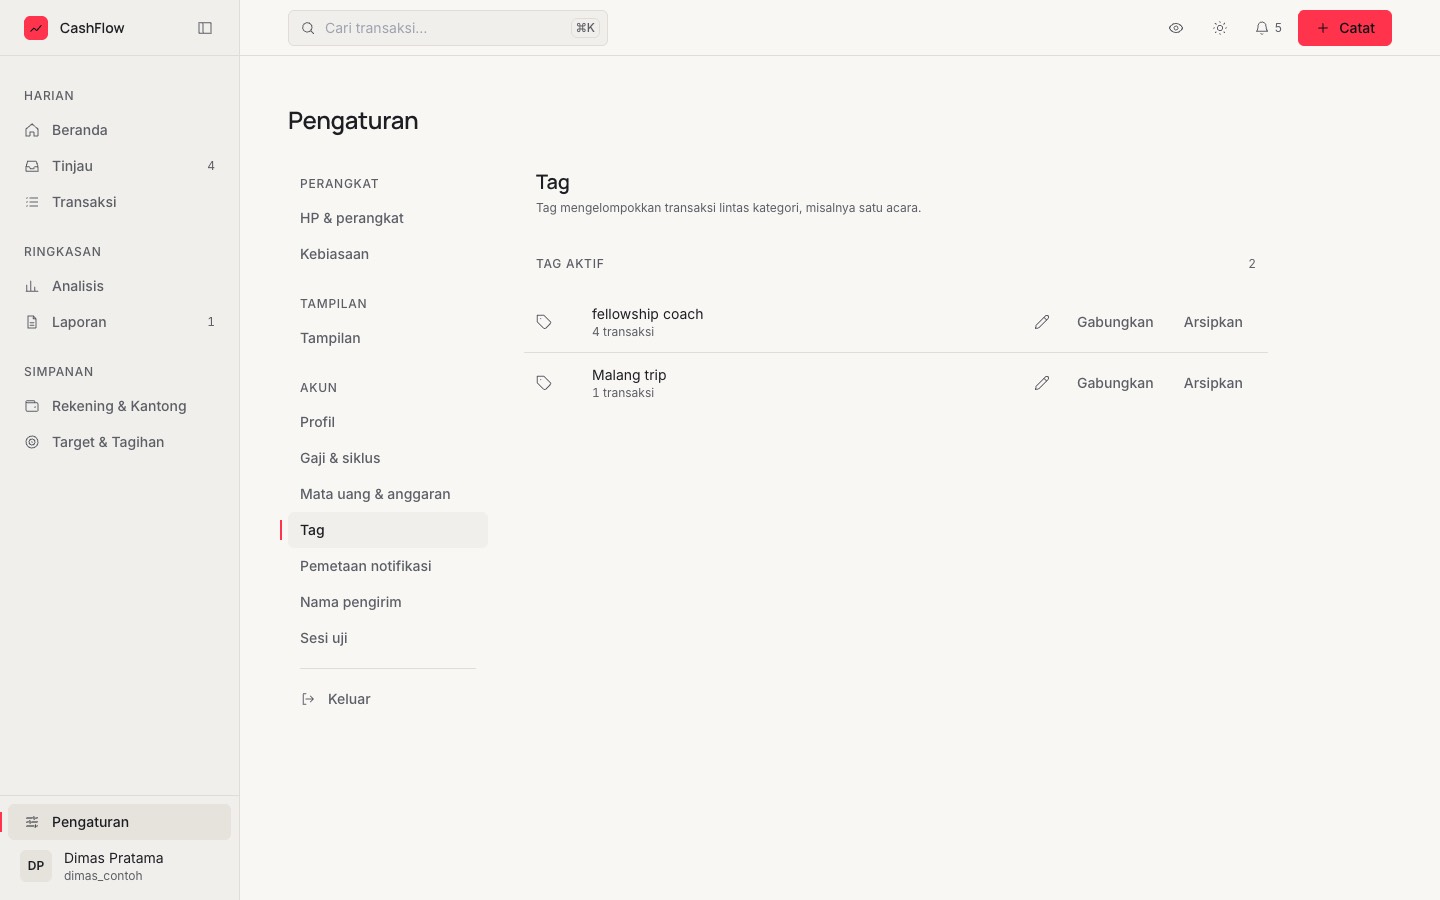 CashFlow
Cari transaksi...
⌘K
5
Catat
HARIAN
Beranda
Tinjau 4
Transaksi
RINGKASAN
Analisis
Laporan 1
SIMPANAN
Rekening & Kantong
Target & Tagihan
Pengaturan
DP
Dimas Pratama
dimas_contoh
Pengaturan
PERANGKAT
HP & perangkat
Kebiasaan
TAMPILAN
Tampilan
AKUN
Profil
Gaji & siklus
Mata uang & anggaran
Tag
Pemetaan notifikasi
Nama pengirim
Sesi uji
Keluar
Tag
Tag mengelompokkan transaksi lintas kategori, misalnya satu acara.
TAG AKTIF 2
fellowship coach
4 transaksi
Gabungkan Arsipkan
Malang trip
1 transaksi
Gabungkan Arsipkan